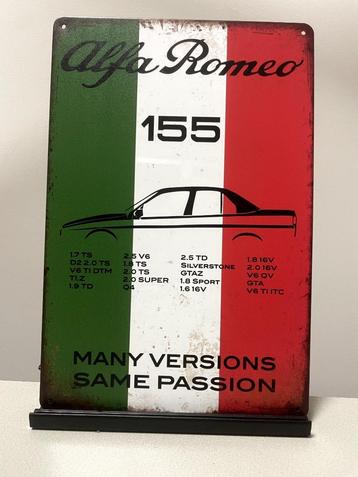 Alfa Romeo
155
1.7 TS
D2 2.0 TS
V6 TI DTM
TI.Z
1.9 TD
2.5 V6
1.8 TS
2.0 TS
2.0 SUPER
Q4
2.5 TD
SILVERSTONE
GTAZ
1.8 SPORT
1.6 16V
1.8 16V
2.0 16V
V6 QV
GTA
V6 TI ITC
MANY VERSIONS
SAME PASSION